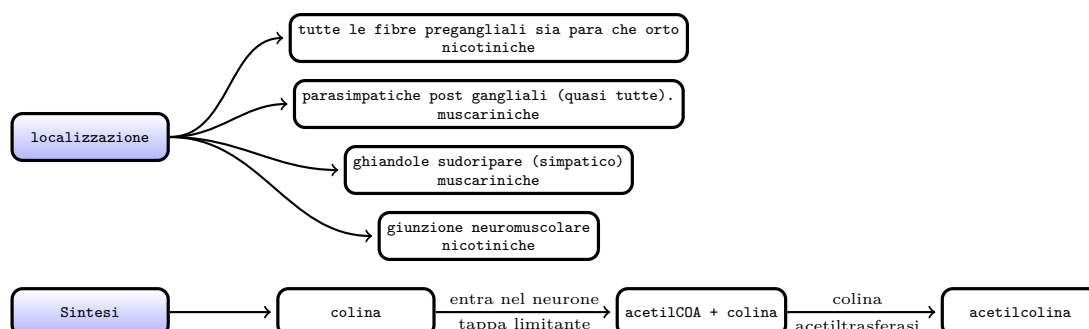 tutte le fibre pregangliali sia para che orto
nicotiniche
parasimpatiche post gangliali (quasi tutte).
muscariniche
localizzazione
ghiandole sudoripare (simpatico)
muscariniche
giunzione neuromuscolare
nicotiniche
Sintesi
colina
entra nel neurone
tappa limitante
acetilCOA + colina
colina
acetiltrasferasi
acetilcolina